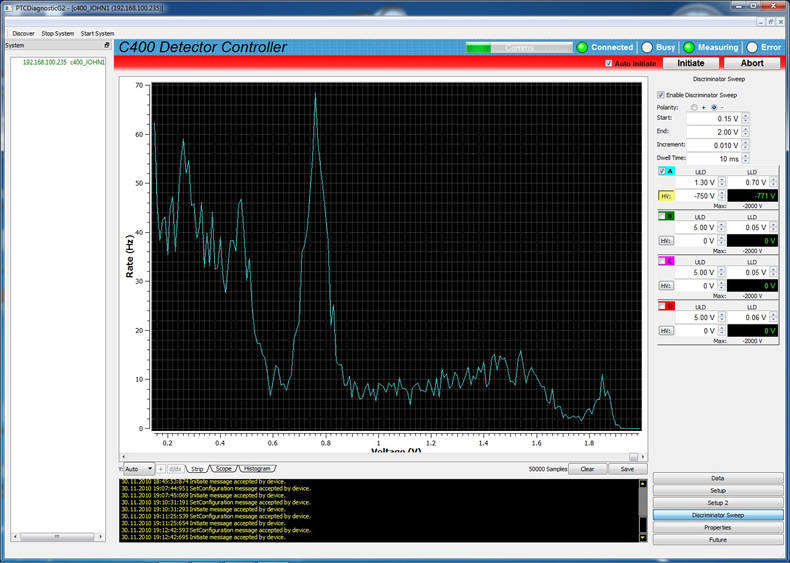 PTCDiagnosticG2 - [c400_JOHN1 (192.168.100.235)]
Discover Stop System Start System
System
C400 Detector Controller
Comms
Connected
Busy
Measuring
Error
192.168.100.235 c400_JOHN1
Auto Initiate
Initiate
Abort
Discriminator Sweep
Enable Discriminator Sweep
Polarity: + -
Start: 0.15 V
End: 2.00 V
Increment: 0.010 V
Dwell Time: 10 ms
A ULD LLD
1.30 V 0.70 V
HV: -750 V -771 V
Max: -2000 V
B ULD LLD
5.00 V 0.05 V
HV: 0 V 0 V
Max: -2000 V
C ULD LLD
5.00 V 0.05 V
HV: 0 V 0 V
Max: -2000 V
D ULD LLD
5.00 V 0.06 V
HV: 0 V 0 V
Max: -2000 V
70
60
50
40
30
20
10
0
Rate (Hz)
0.2 0.4 0.6 0.8 1 1.2 1.4 1.6 1.8
Voltage (V)
Y: Auto + d/dx Strip Scope Histogram
50000 Samples Clear Save
30.11.2010 18:45:53:874 Initiate message accepted by device.
30.11.2010 19:07:44:951 SetConfiguration message accepted by device.
30.11.2010 19:07:45:069 Initiate message accepted by device.
30.11.2010 19:10:31:191 SetConfiguration message accepted by device.
30.11.2010 19:10:31:293 Initiate message accepted by device.
30.11.2010 19:11:25:539 SetConfiguration message accepted by device.
30.11.2010 19:11:25:654 Initiate message accepted by device.
30.11.2010 19:12:42:593 SetConfiguration message accepted by device.
30.11.2010 19:12:42:695 Initiate message accepted by device.
Data
Setup
Setup 2
Discriminator Sweep
Properties
Future